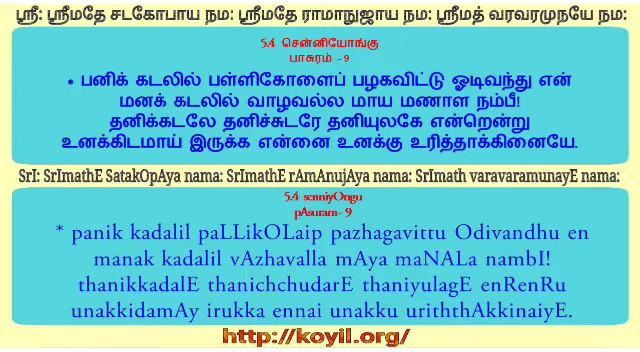 ஸ்ரீ: ஸ்ரீமதே சடகோபாய நம: ஸ்ரீமதே ராமாநுஜாய நம: ஸ்ரீமத் வரவரமுநயே நம:
5.4 சென்னியோங்கு
பாசுரம் - 9
* பனிக் கடலில் பள்ளிகோளைப் பழகவிட்டு ஓடிவந்து என்
மனக் கடலில் வாழவல்ல மாய மணாள நம்பீ!
தனிக்கடலே தனிச்சுடரே தனியுலகே என்றென்று
உனக்கிடமாய் இருக்க என்னை உனக்கு உரித்தாக்கினையே.
SrI: SrImathE SatakOpAya nama: SrImathE rAmAnujAya nama: SrImath varavaramunayE nama:
5.4 senniyOngu
pAsuram - 9
* panik kadalil paLLikOLaip pazhagavittu Odivandhu en
manak kadalil vAzhavalla mAya maNALa nambI!
thanikkadalE thanichchudarE thaniyulagE enRenRu
unakkidamAy irukka ennai unakku uriththAkkinaiyE.
http://koyil.org/